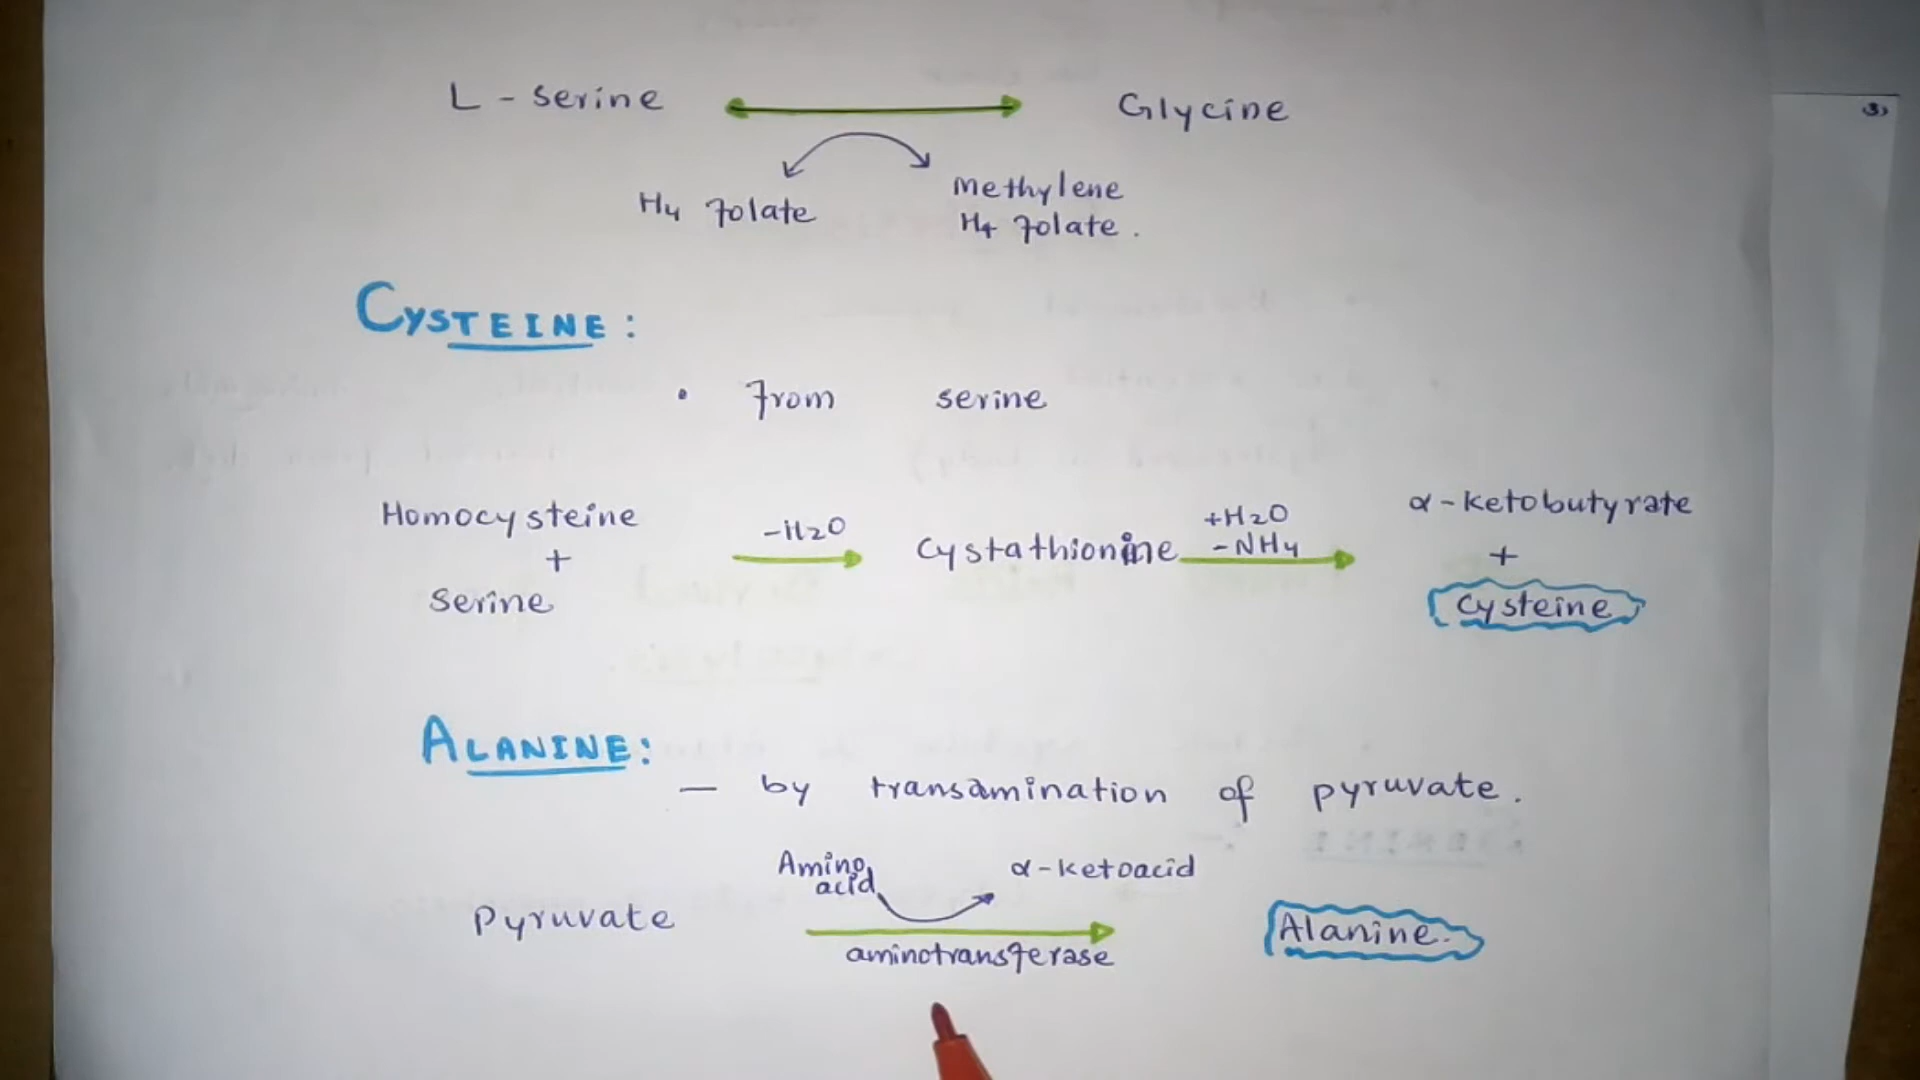 L - serine Glycine
H4 folate methylene
H4 folate.
CYSTEINE:
• from serine
Homocysteine -H2O Cystathionine +H2O α-ketobutyrate
+ -NH4 +
Serine Cysteine
ALANINE:
— by transamination of pyruvate.
Amino α-ketoacid
acid
Pyruvate Alanine.
aminotransferase
3)